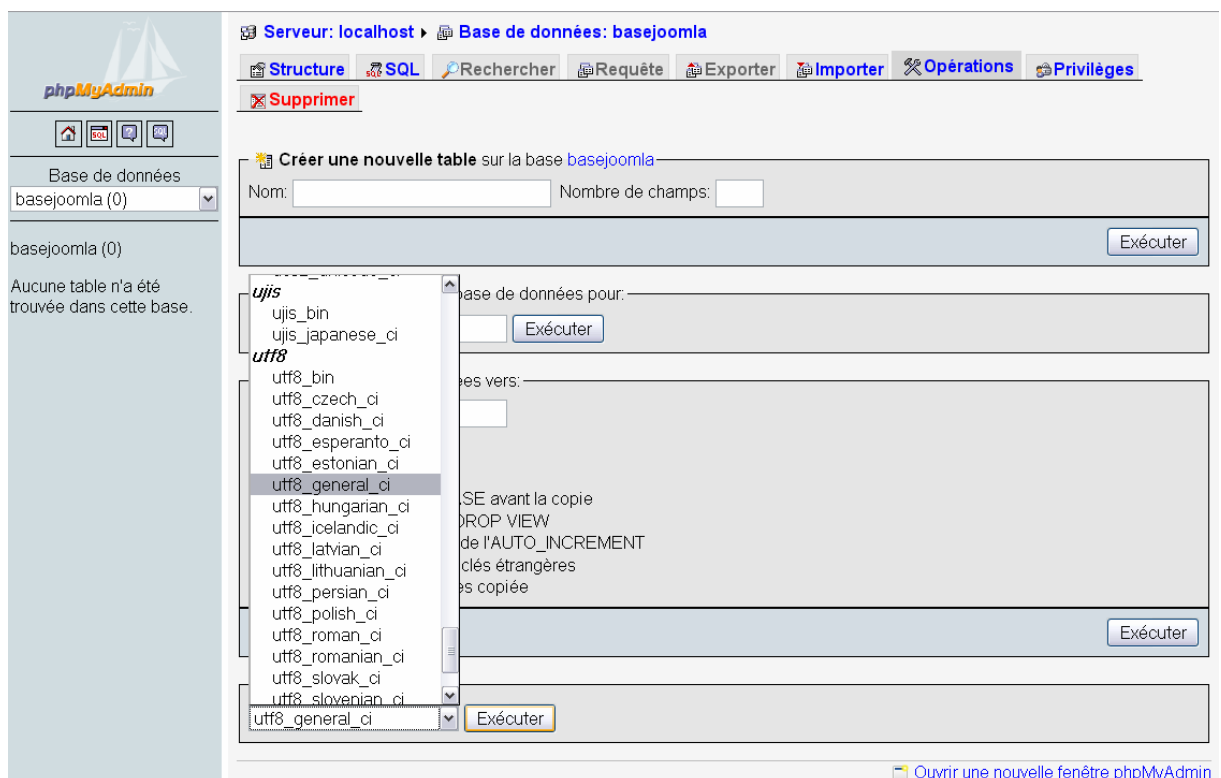 phpMyAdmin
SQL
?
SQL
Base de données
basejoomla (0)
basejoomla (0)
Aucune table n'a été
trouvée dans cette base.
Serveur: localhost ▸ Base de données: basejoomla
Structure SQL Rechercher Requête Exporter Importer Opérations Privilèges
Supprimer
Créer une nouvelle table sur la base basejoomla
Nom: Nombre de champs:
Exécuter
base de données pour:
Exécuter
vers:
SE avant la copie
DROP VIEW
de l'AUTO_INCREMENT
clés étrangères
copiée
Exécuter
ujis
ujis_bin
ujis_japanese_ci
utf8
utf8_bin
utf8_czech_ci
utf8_danish_ci
utf8_esperanto_ci
utf8_estonian_ci
utf8_general_ci
utf8_hungarian_ci
utf8_icelandic_ci
utf8_latvian_ci
utf8_lithuanian_ci
utf8_persian_ci
utf8_polish_ci
utf8_roman_ci
utf8_romanian_ci
utf8_slovak_ci
utf8_slovenian_ci
utf8_general_ci Exécuter
Ouvrir une nouvelle fenêtre phpMyAdmin